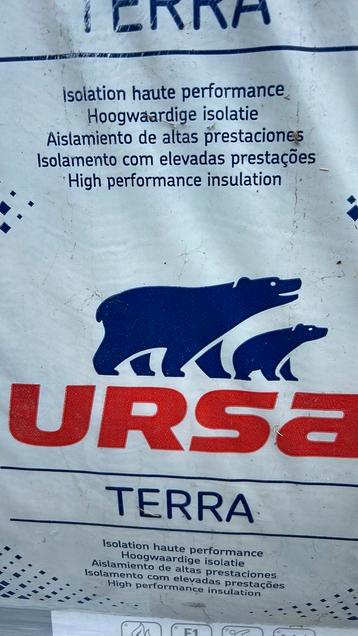 TERRA
Isolation haute performance
Hoogwaardige isolatie
Aislamiento de altas prestaciones
Isolamento com elevadas prestações
High performance insulation
URSA
TERRA
Isolation haute performance
Hoogwaardige isolatie
Aislamiento de altas prestaciones
Isolamento com elevadas prestações
High performance insulation
F1